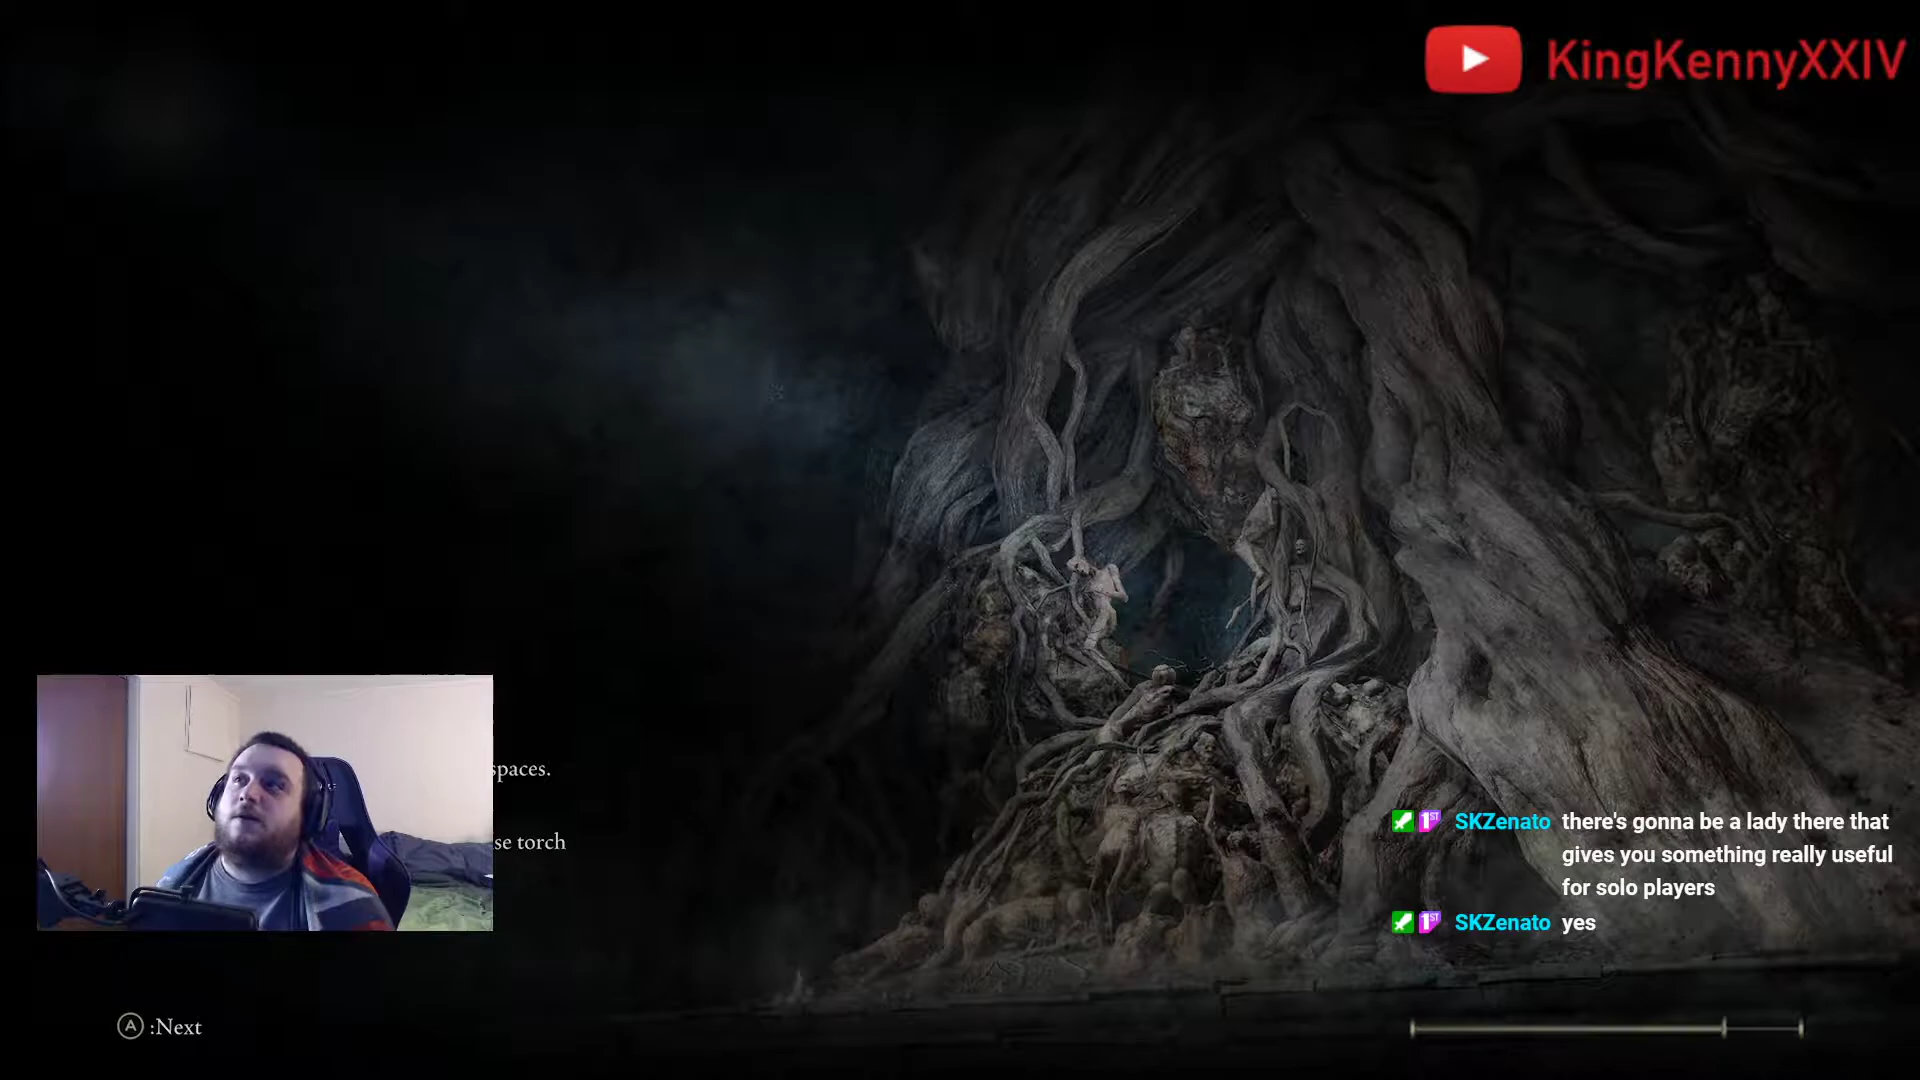 KingKennyXXIV
spaces.
se torch
SKZenato there's gonna be a lady there that
gives you something really useful
for solo players
SKZenato yes
A :Next